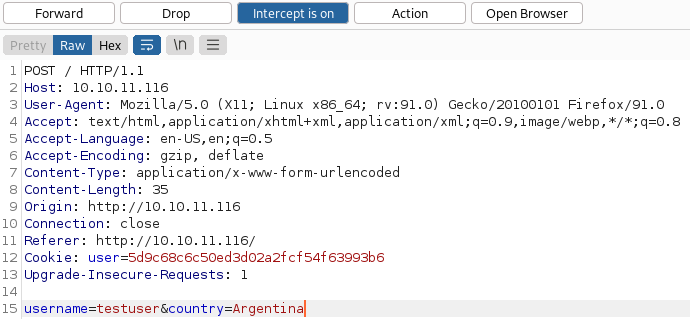 Forward Drop Intercept is on Action Open Browser
Pretty Raw Hex \n
1 POST / HTTP/1.1
2 Host: 10.10.11.116
3 User-Agent: Mozilla/5.0 (X11; Linux x86_64; rv:91.0) Gecko/20100101 Firefox/91.0
4 Accept: text/html,application/xhtml+xml,application/xml;q=0.9,image/webp,*/*;q=0.8
5 Accept-Language: en-US,en;q=0.5
6 Accept-Encoding: gzip, deflate
7 Content-Type: application/x-www-form-urlencoded
8 Content-Length: 35
9 Origin: http://10.10.11.116
10 Connection: close
11 Referer: http://10.10.11.116/
12 Cookie: user=5d9c68c6c50ed3d02a2fcf54f63993b6
13 Upgrade-Insecure-Requests: 1
14
15 username=testuser&country=Argentina